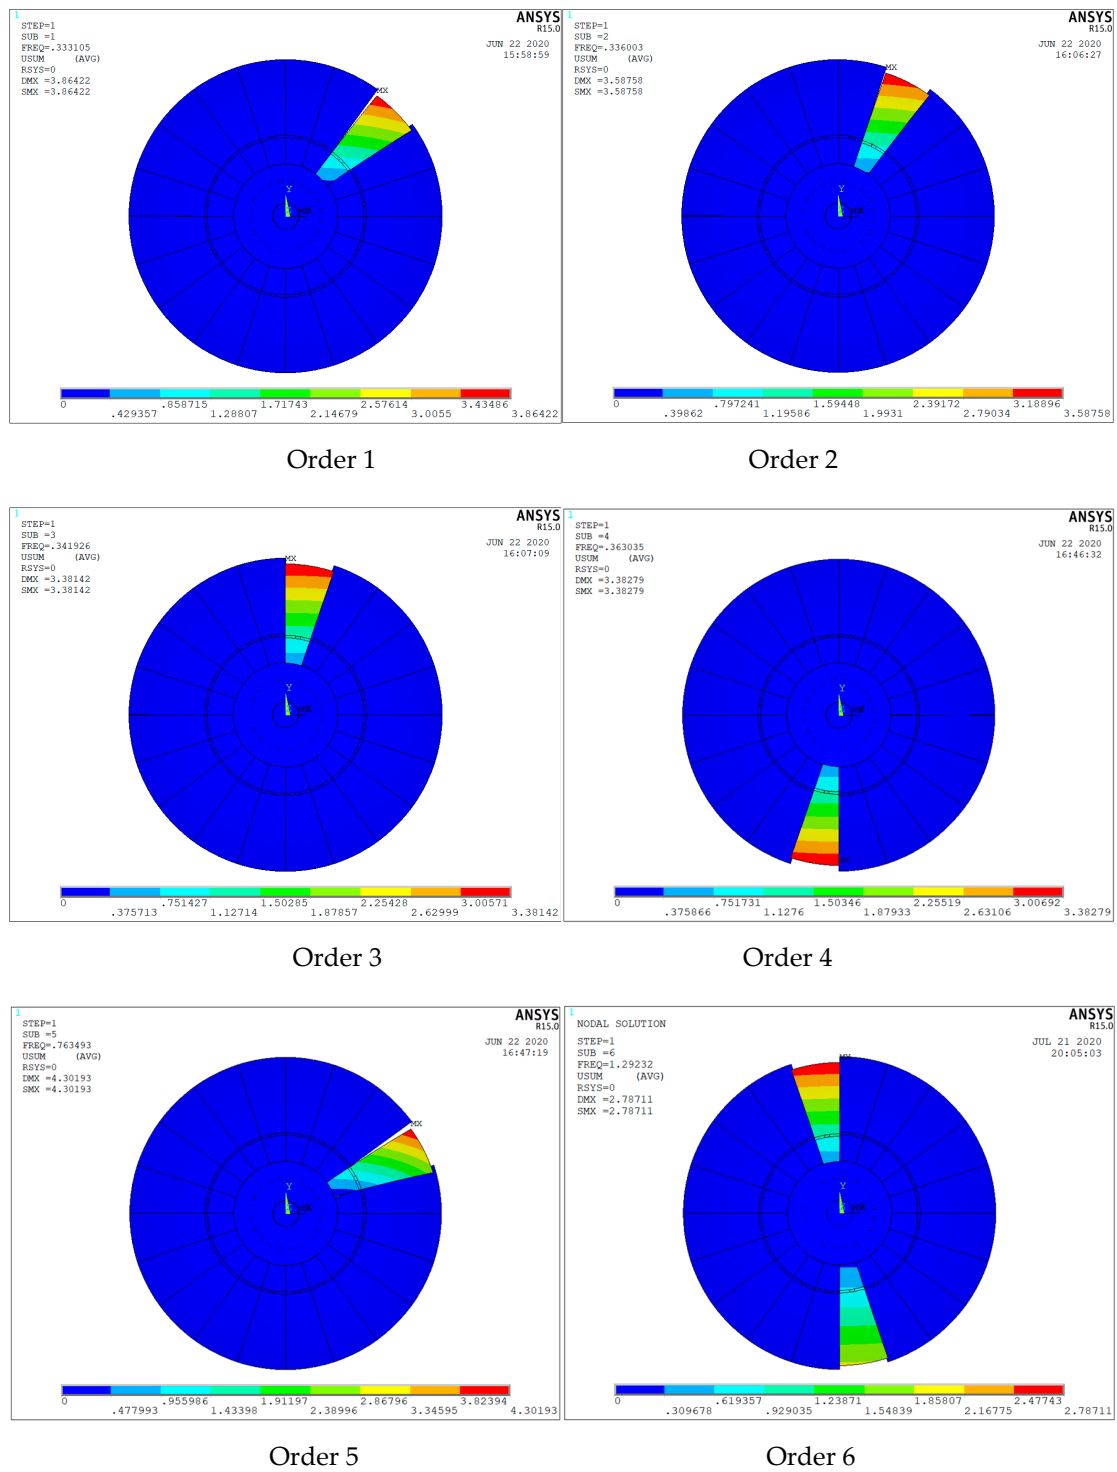 1
ANSYS
R15.0
STEP=1
SUB =1
FREQ=.333105
USUM (AVG)
RSYS=0
DMX =3.86422
SMX =3.86422
JUN 22 2020
15:58:59
MX
Y
0 .858715 1.71743 2.57614 3.43486
.429357 1.28807 2.14679 3.0055 3.86422
Order 1
1
ANSYS
R15.0
STEP=1
SUB =2
FREQ=.336003
USUM (AVG)
RSYS=0
DMX =3.58758
SMX =3.58758
JUN 22 2020
16:06:27
MX
Y
0 .797241 1.59448 2.39172 3.18896
.39862 1.19586 1.9931 2.79034 3.58758
Order 2
1
ANSYS
R15.0
STEP=1
SUB =3
FREQ=.341926
USUM (AVG)
RSYS=0
DMX =3.38142
SMX =3.38142
JUN 22 2020
16:07:09
MX
Y
0 .751427 1.50285 2.25428 3.00571
.375713 1.12714 1.87857 2.62999 3.38142
Order 3
1
ANSYS
R15.0
STEP=1
SUB =4
FREQ=.363035
USUM (AVG)
RSYS=0
DMX =3.38279
SMX =3.38279
JUN 22 2020
16:46:32
Y
MX
0 .751731 1.50346 2.25519 3.00692
.375866 1.1276 1.87933 2.63106 3.38279
Order 4
1
ANSYS
R15.0
STEP=1
SUB =5
FREQ=.763493
USUM (AVG)
RSYS=0
DMX =4.30193
SMX =4.30193
JUN 22 2020
16:47:19
MX
Y
0 .955986 1.91197 2.86796 3.82394
.477993 1.43398 2.38996 3.34595 4.30193
Order 5
1
ANSYS
R15.0
NODAL SOLUTION
STEP=1
SUB =6
FREQ=1.29232
USUM (AVG)
RSYS=0
DMX =2.78711
SMX =2.78711
JUL 21 2020
20:05:03
MX
Y
0 .619357 1.23871 1.85807 2.47743
.309678 .929035 1.54839 2.16775 2.78711
Order 6